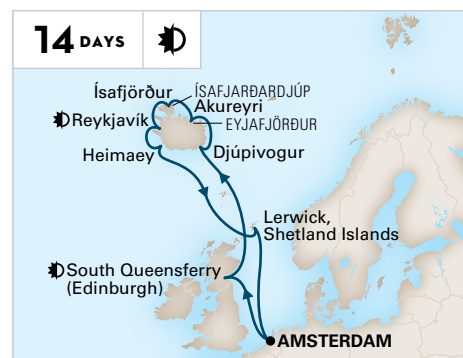 14 DAYS
Ísafjörður
ÍSAFJARÐARDJÚP
Akureyri
Reykjavík
EYJAFJÖRÐUR
Heimaey
Djúpivogur
Lerwick,
Shetland Islands
South Queensferry
(Edinburgh)
AMSTERDAM